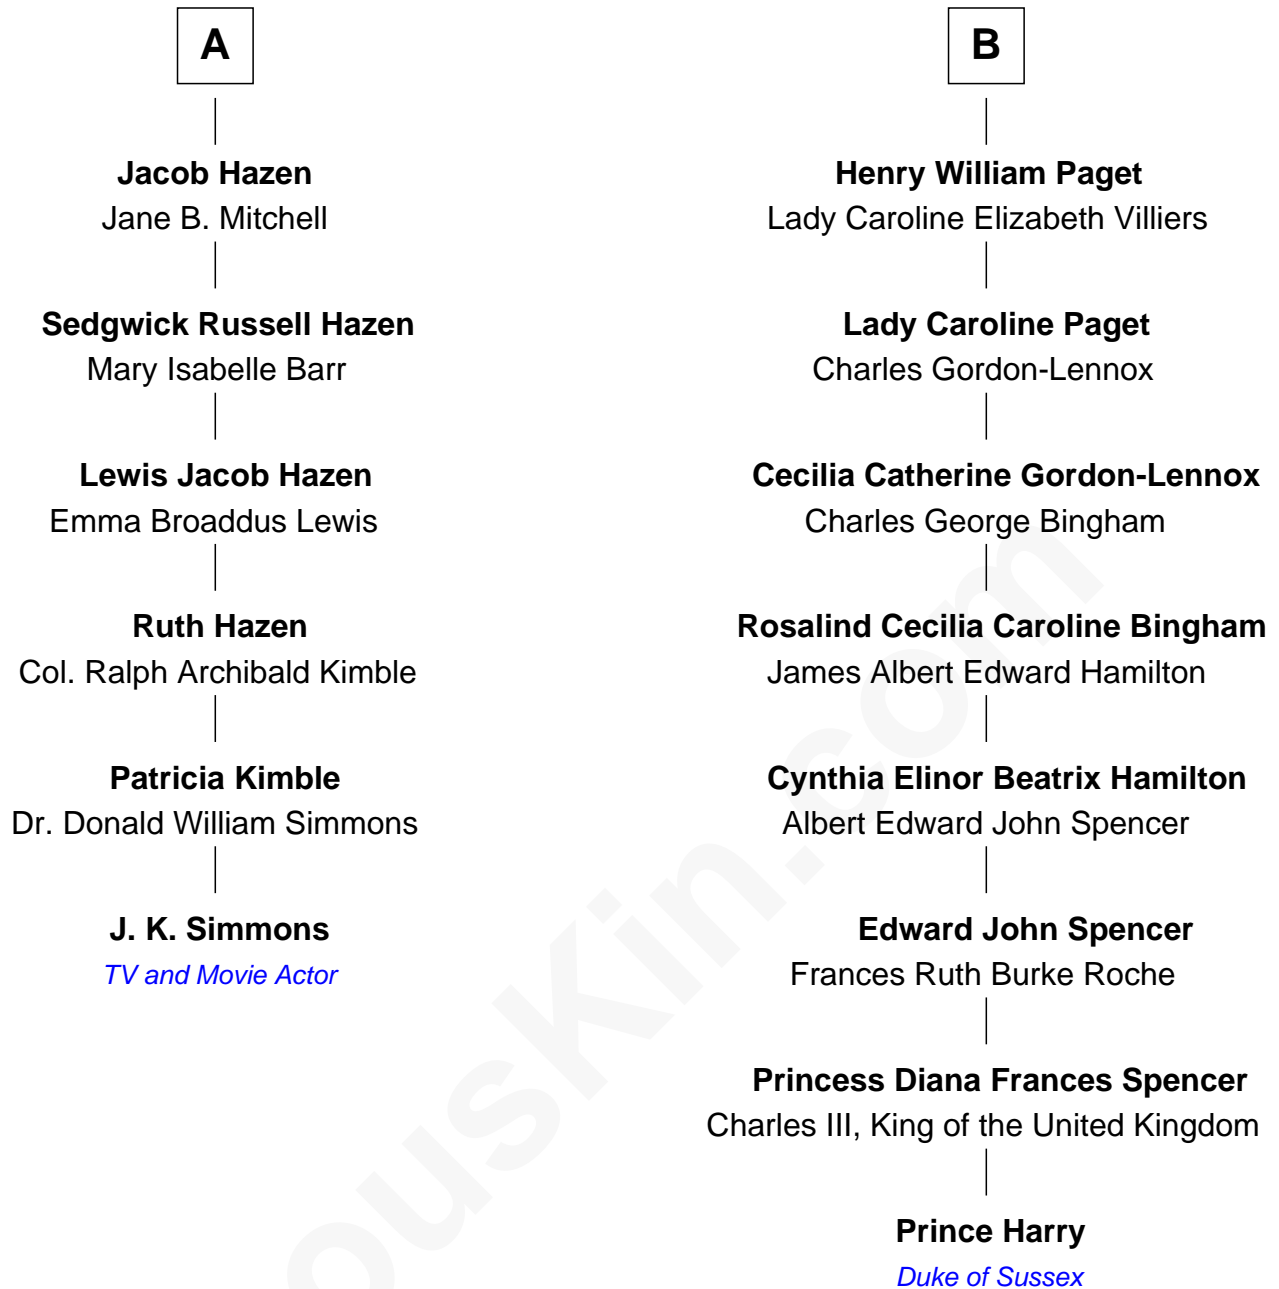 A
Jacob Hazen
Jane B. Mitchell
Sedgwick Russell Hazen
Mary Isabelle Barr
Lewis Jacob Hazen
Emma Broaddus Lewis
Ruth Hazen
Col. Ralph Archibald Kimble
Patricia Kimble
Dr. Donald William Simmons
J. K. Simmons
TV and Movie Actor
B
Henry William Paget
Lady Caroline Elizabeth Villiers
Lady Caroline Paget
Charles Gordon-Lennox
Cecilia Catherine Gordon-Lennox
Charles George Bingham
Rosalind Cecilia Caroline Bingham
James Albert Edward Hamilton
Cynthia Elinor Beatrix Hamilton
Albert Edward John Spencer
Edward John Spencer
Frances Ruth Burke Roche
Princess Diana Frances Spencer
Charles III, King of the United Kingdom
Prince Harry
Duke of Sussex
ousKin.com